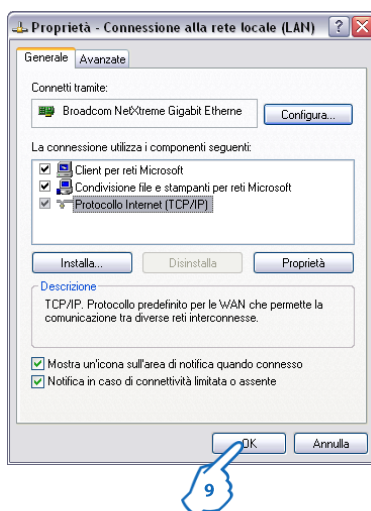 Proprietà - Connessione alla rete locale (LAN)
Generale
Avanzate
Connetti tramite:
Broadcom NetXtreme Gigabit Etherne
Configura...
La connessione utilizza i componenti seguenti:
Client per reti Microsoft
Condivisione file e stampanti per reti Microsoft
Protocollo Internet (TCP/IP)
Installa...
Disinstalla
Proprietà
Descrizione
TCP/IP. Protocollo predefinito per le WAN che permette la
comunicazione tra diverse reti interconnesse.
Mostra un'icona sull'area di notifica quando connesso
Notifica in caso di connettività limitata o assente
OK
Annulla
9